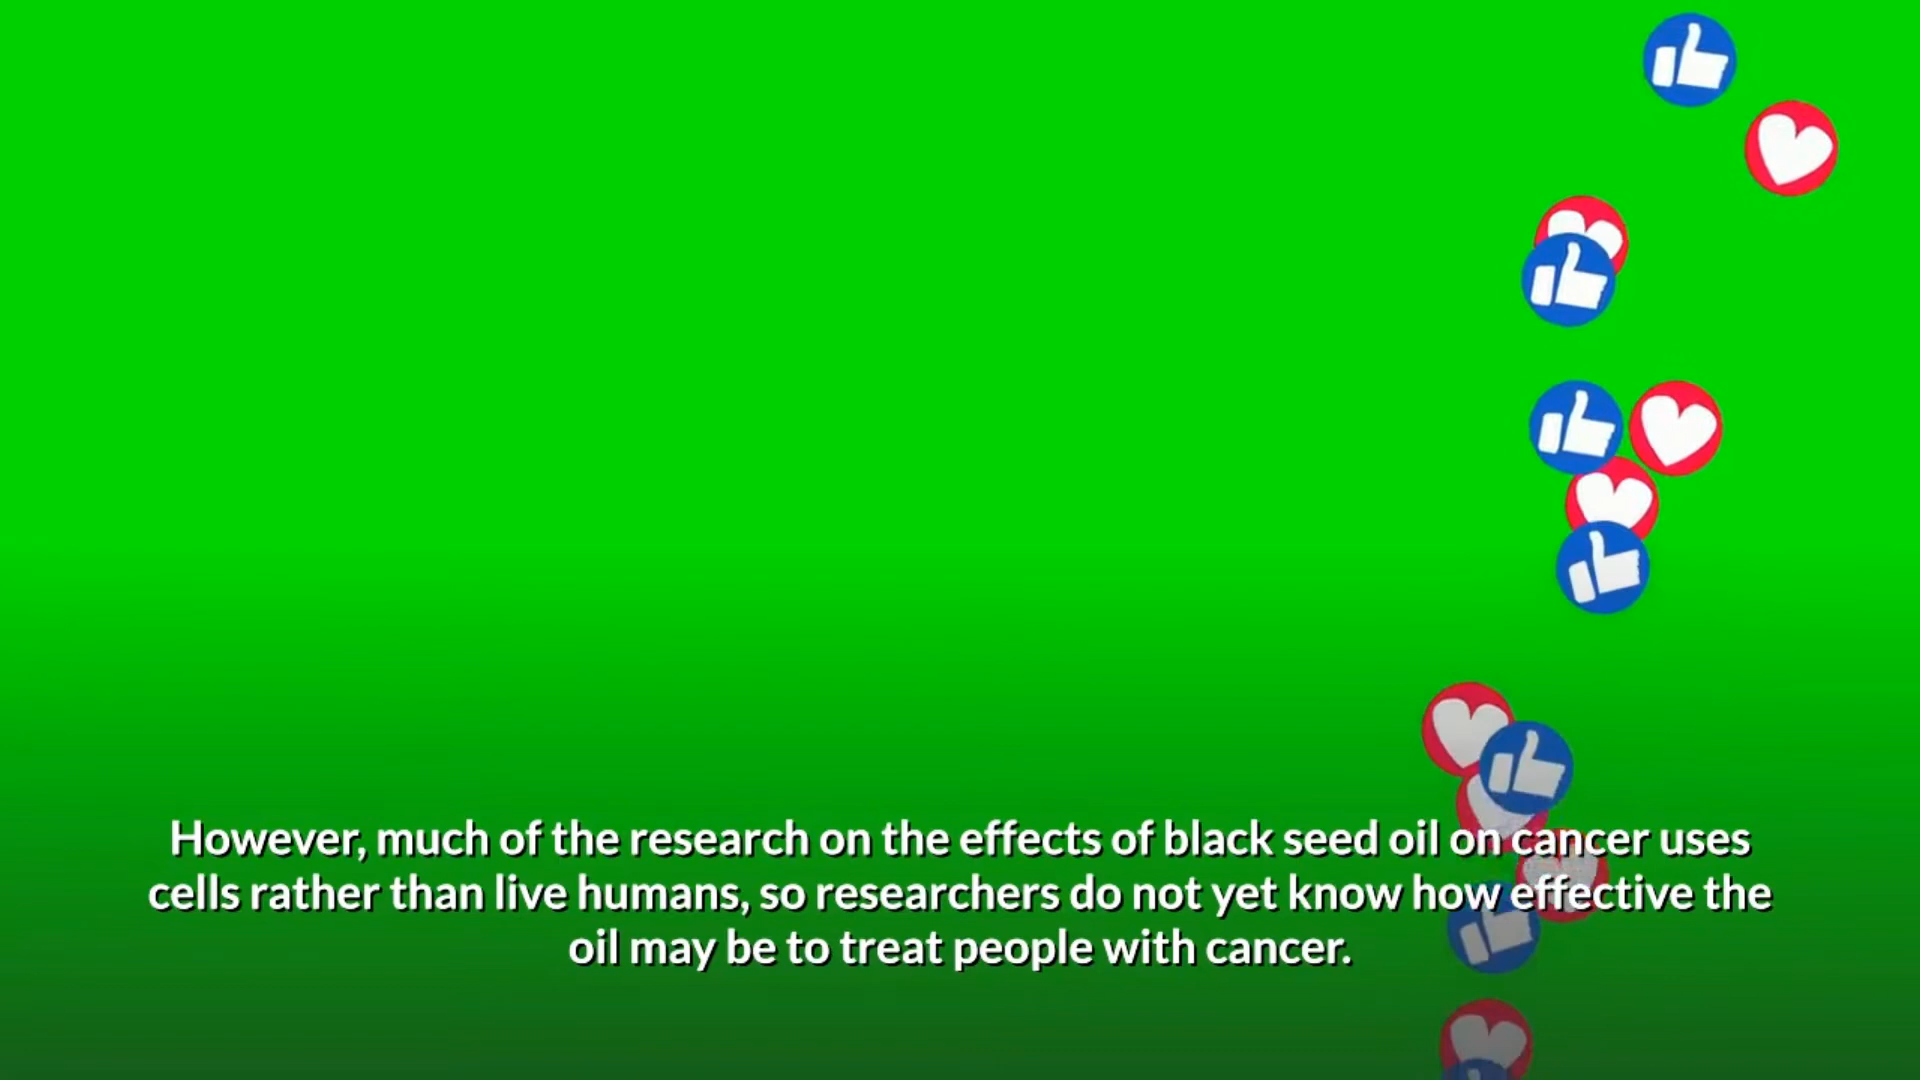 However, much of the research on the effects of black seed oil on cancer uses
cells rather than live humans, so researchers do not yet know how effective the
oil may be to treat people with cancer.